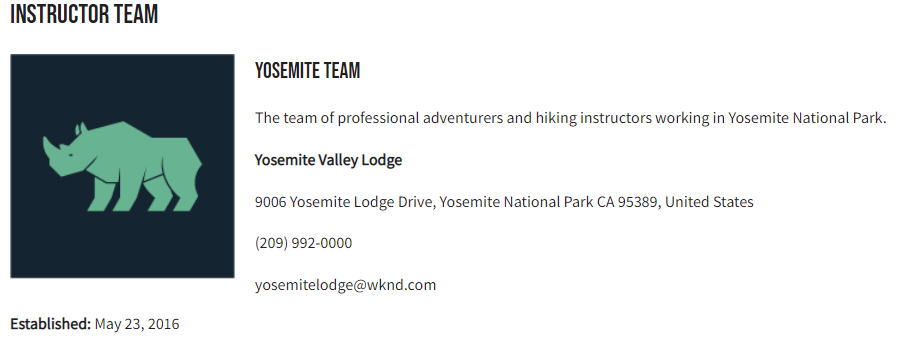 INSTRUCTOR TEAM
YOSEMITE TEAM
The team of professional adventurers and hiking instructors working in Yosemite National Park.
Yosemite Valley Lodge
9006 Yosemite Lodge Drive, Yosemite National Park CA 95389, United States
(209) 992-0000
yosemitelodge@wknd.com
Established: May 23, 2016